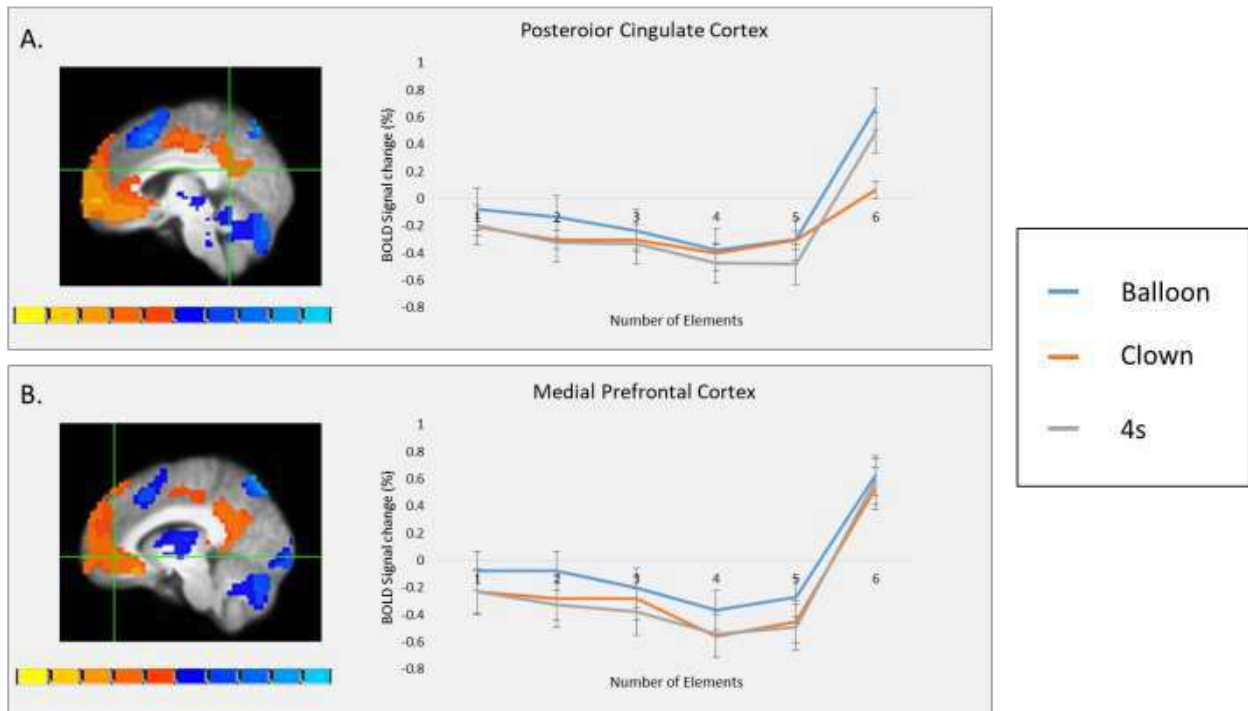 A.
Posteroior Cingulate Cortex
BOLD Signal change (%)
1
0.8
0.6
0.4
0.2
0
-0.2
-0.4
-0.6
-0.8
1 2 3 4 5 6
Number of Elements
B.
Medial Prefrontal Cortex
BOLD Signal change (%)
1
0.8
0.6
0.4
0.2
0
-0.2
-0.4
-0.6
-0.8
1 2 3 4 5 6
Number of Elements
Balloon
Clown
4s